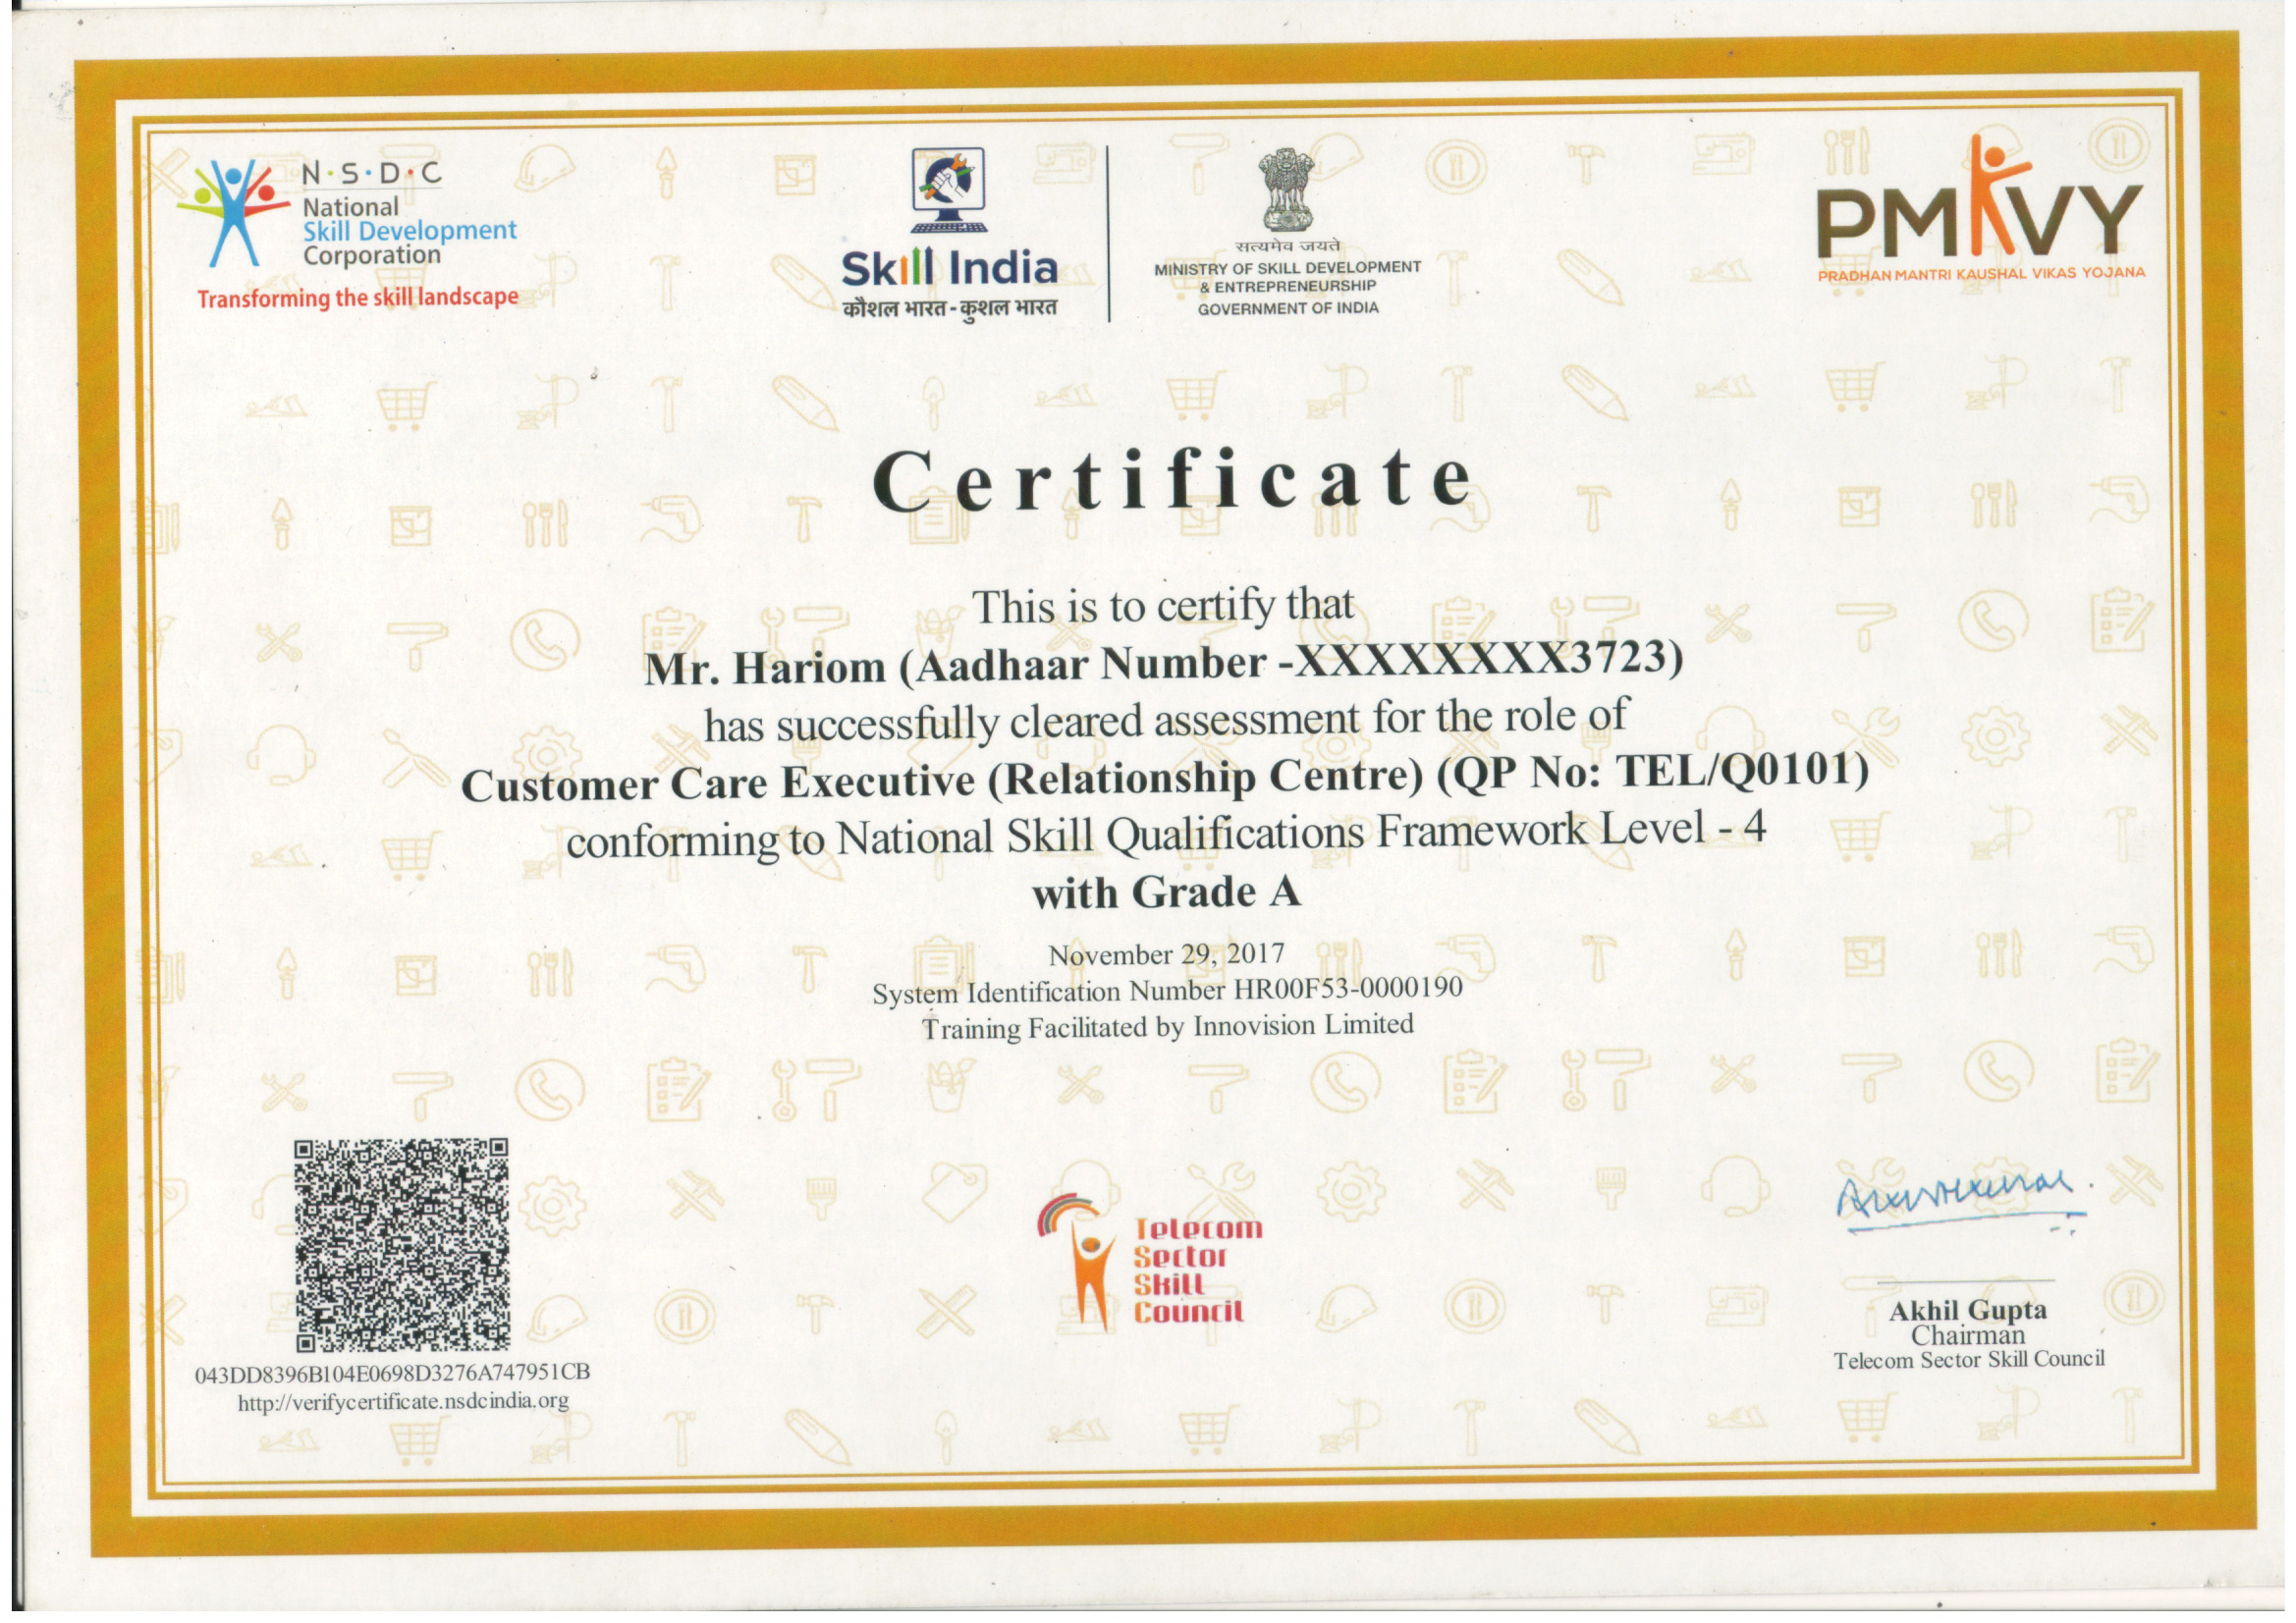 N·S·D·C
National
Skill Development
Corporation
Transforming the skill landscape
Skill India
कौशल भारत - कुशल भारत
सत्यमेव जयते
MINISTRY OF SKILL DEVELOPMENT
& ENTREPRENEURSHIP
GOVERNMENT OF INDIA
PMKVY
PRADHAN MANTRI KAUSHAL VIKAS YOJANA
Certificate
This is to certify that
Mr. Hariom (Aadhaar Number -XXXXXXXX3723)
has successfully cleared assessment for the role of
Customer Care Executive (Relationship Centre) (QP No: TEL/Q0101)
conforming to National Skill Qualifications Framework Level - 4
with Grade A
November 29, 2017
System Identification Number HR00F53-0000190
Training Facilitated by Innovision Limited
043DD8396B104E0698D3276A747951CB
http://verifycertificate.nsdcindia.org
Telecom
Sector
Skill
Council
Akhil Gupta
Chairman
Telecom Sector Skill Council